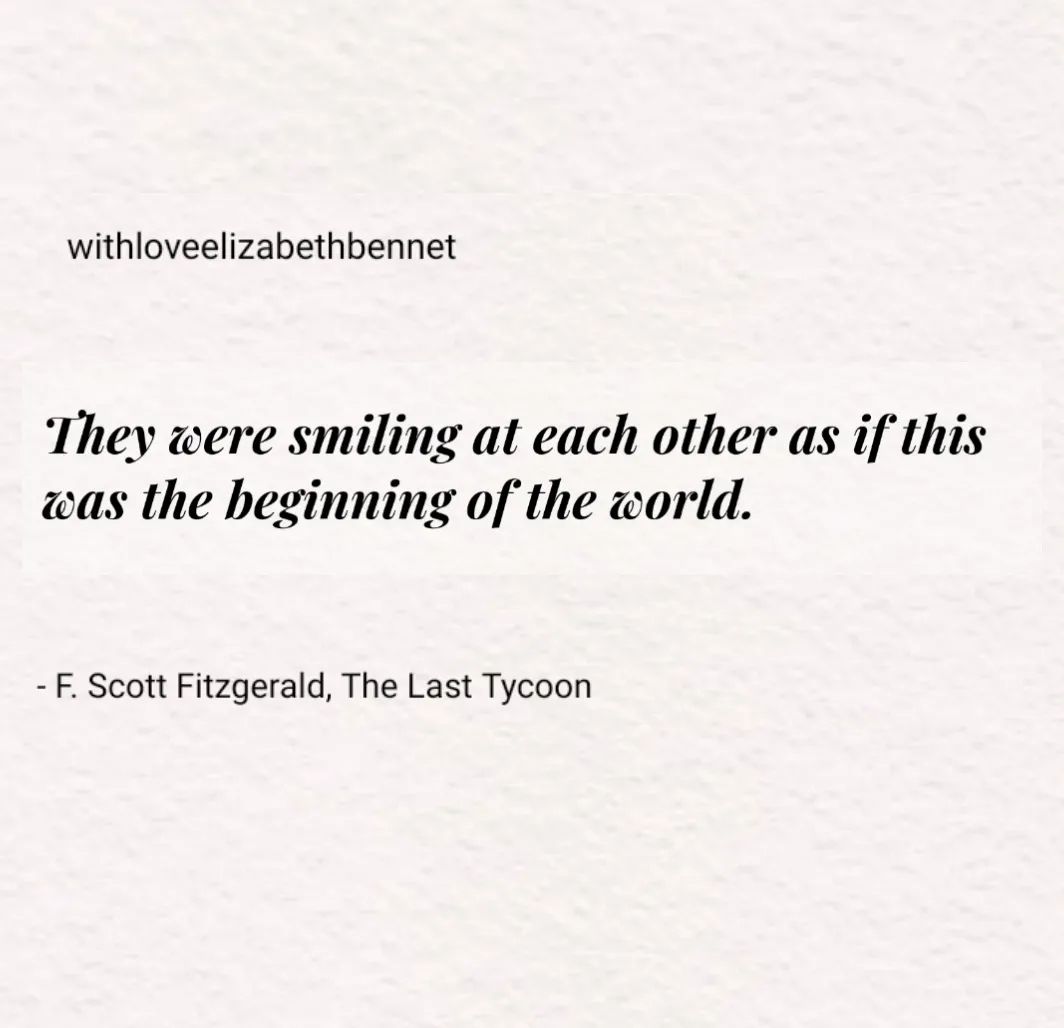 withloveelizabethbennet
They were smiling at each other as if this
was the beginning of the world.
- F. Scott Fitzgerald, The Last Tycoon